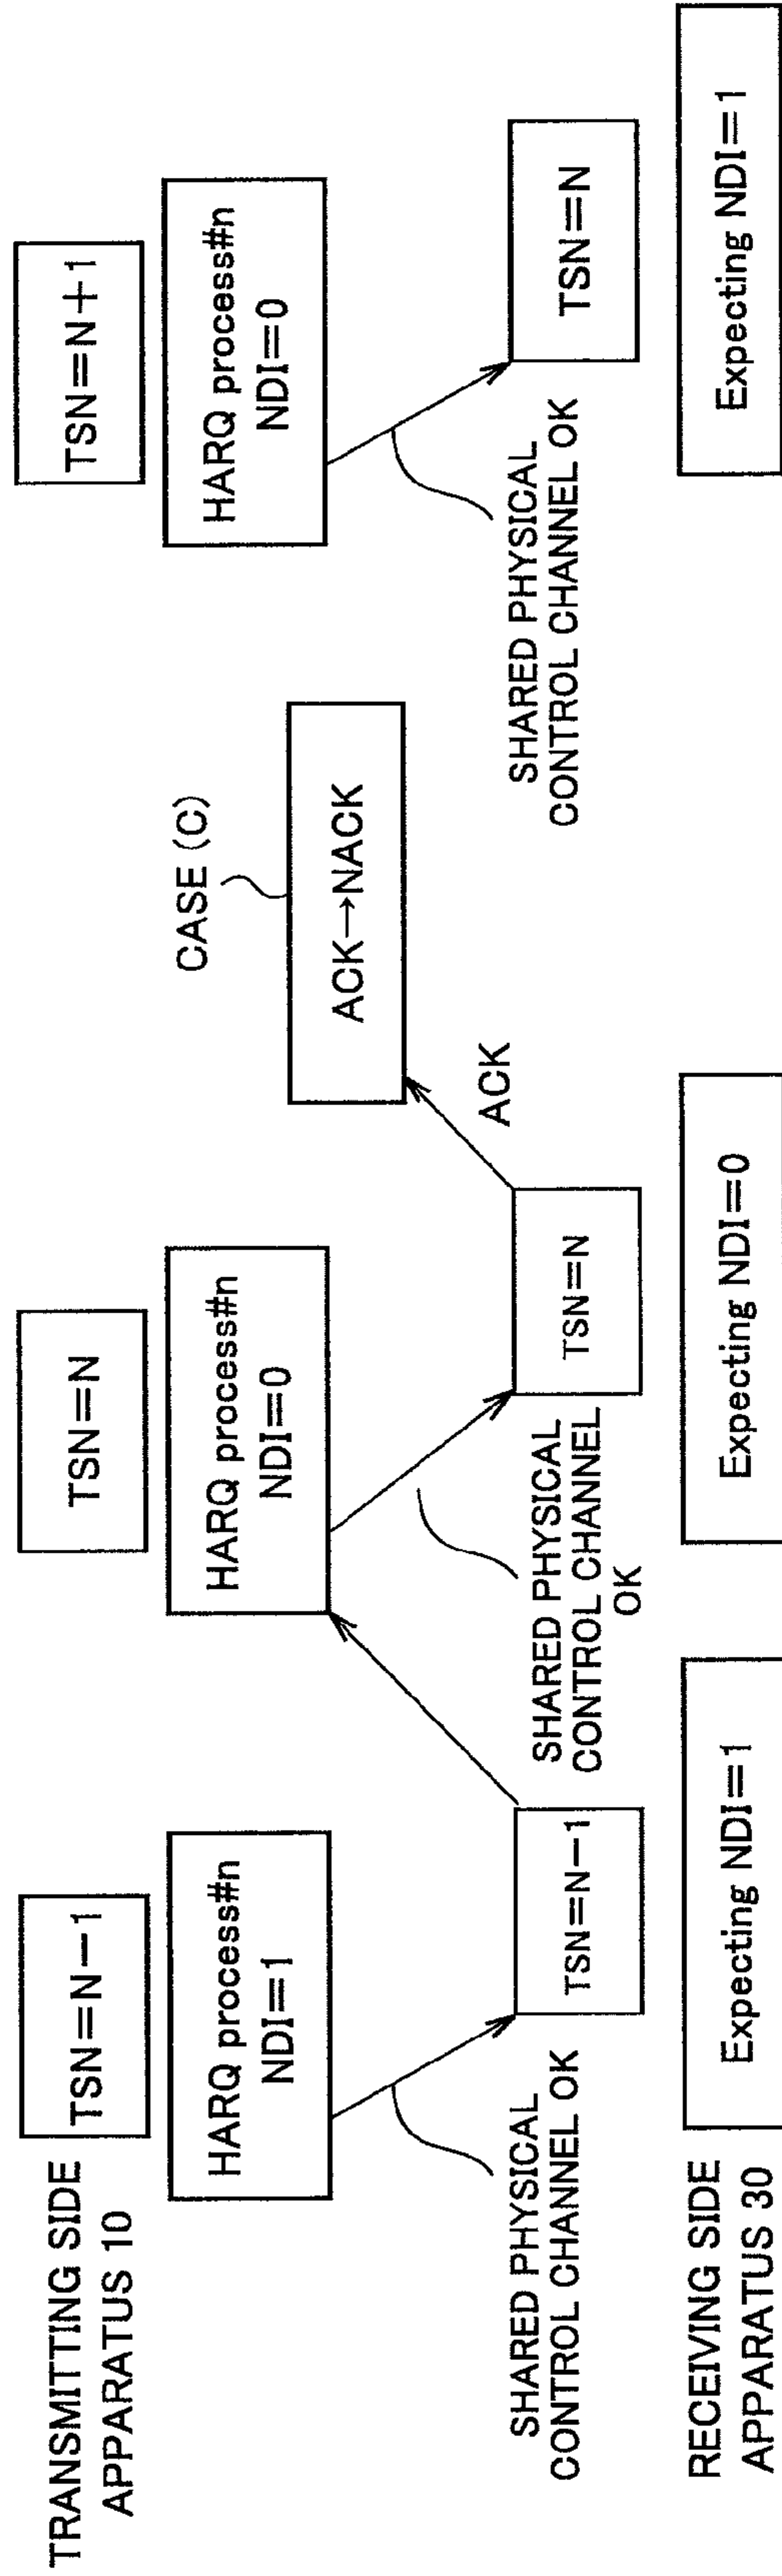 TRANSMITTING SIDE
APPARATUS 10
TSN=N-1
HARQ process#n
NDI=1
SHARED PHYSICAL
CONTROL CHANNEL OK
TSN=N-1
RECEIVING SIDE
APPARATUS 30
Expecting NDI=1
TSN=N
HARQ process#n
NDI=0
SHARED PHYSICAL
CONTROL CHANNEL
OK
TSN=N
Expecting NDI=0
CASE (C)
ACK→NACK
ACK
TSN=N+1
HARQ process#n
NDI=0
SHARED PHYSICAL
CONTROL CHANNEL OK
TSN=N
Expecting NDI=1